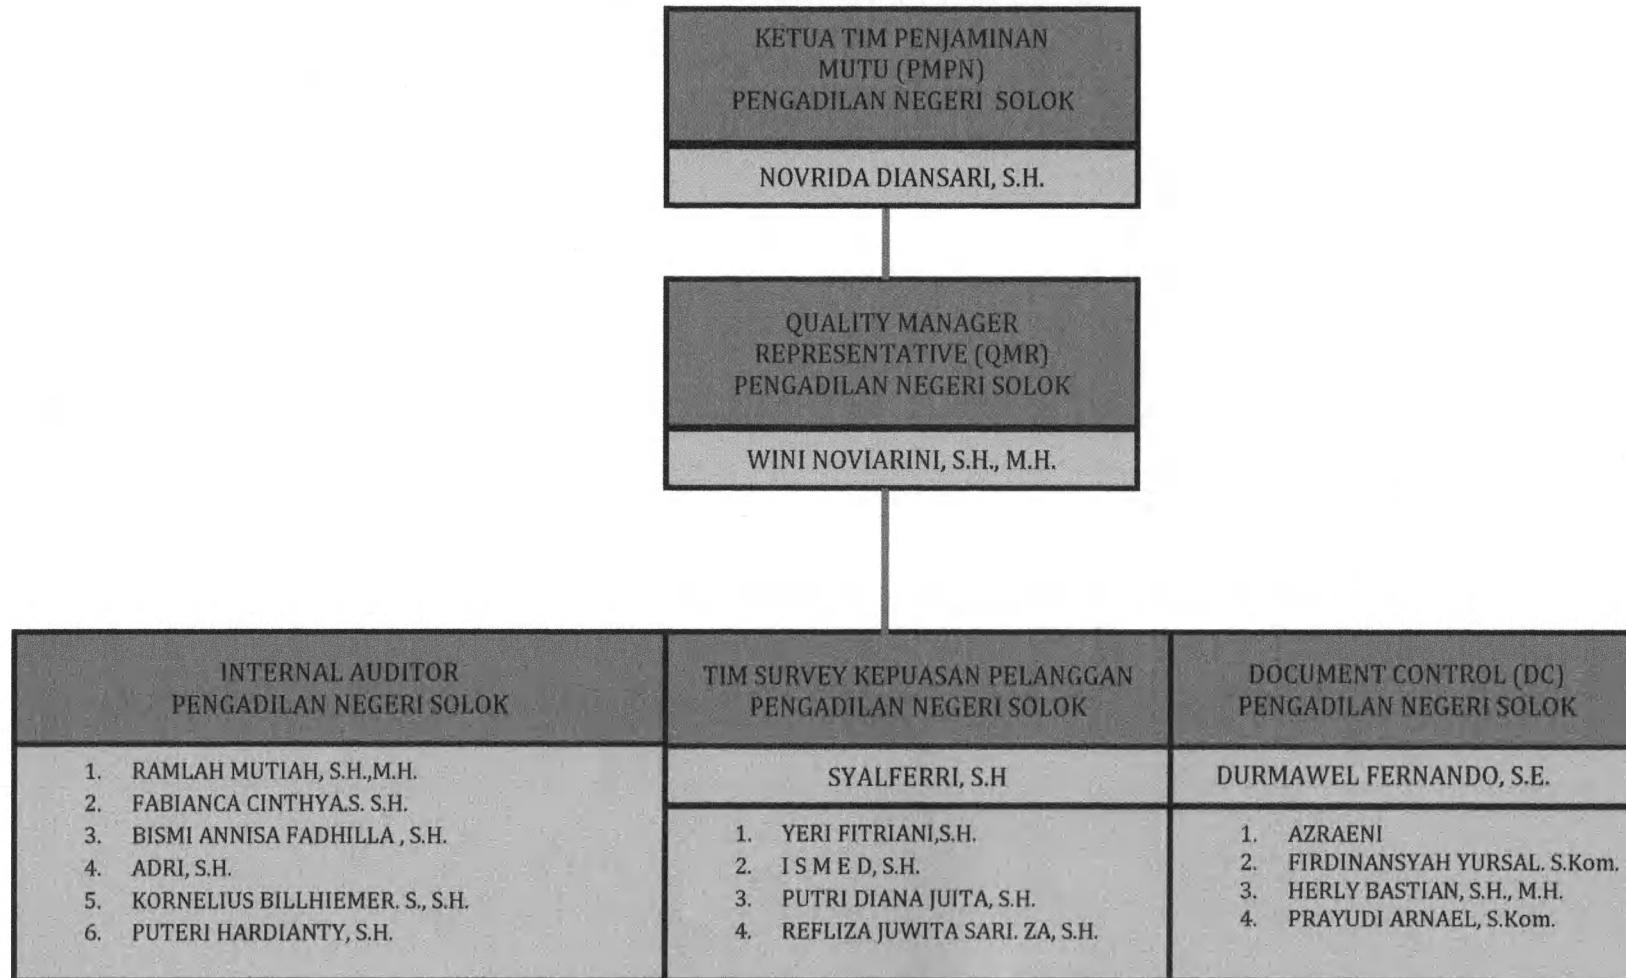 KETUA TIM PENJAMINAN
MUTU (PMPN)
PENGADILAN NEGERI SOLOK
NOVRIDA DIANSARI, S.H.
QUALITY MANAGER
REPRESENTATIVE (QMR)
PENGADILAN NEGERI SOLOK
WINI NOVIARINI, S.H., M.H.
INTERNAL AUDITOR
PENGADILAN NEGERI SOLOK
1. RAMLAH MUTIAH, S.H.,M.H.
2. FABIANCA CINTHYA.S. S.H.
3. BISMI ANNISA FADHILLA , S.H.
4. ADRI, S.H.
5. KORNELIUS BILLHIEMER. S., S.H.
6. PUTERI HARDIANTY, S.H.
TIM SURVEY KEPUASAN PELANGGAN
PENGADILAN NEGERI SOLOK
SYALFERRI, S.H
1. YERI FITRIANI,S.H.
2. I S M E D, S.H.
3. PUTRI DIANA JUITA, S.H.
4. REFLIZA JUWITA SARI. ZA, S.H.
DOCUMENT CONTROL (DC)
PENGADILAN NEGERI SOLOK
DURMAWEL FERNANDO, S.E.
1. AZRAENI
2. FIRDINANSYAH YURSAL. S.Kom.
3. HERLY BASTIAN, S.H., M.H.
4. PRAYUDI ARNAEL, S.Kom.